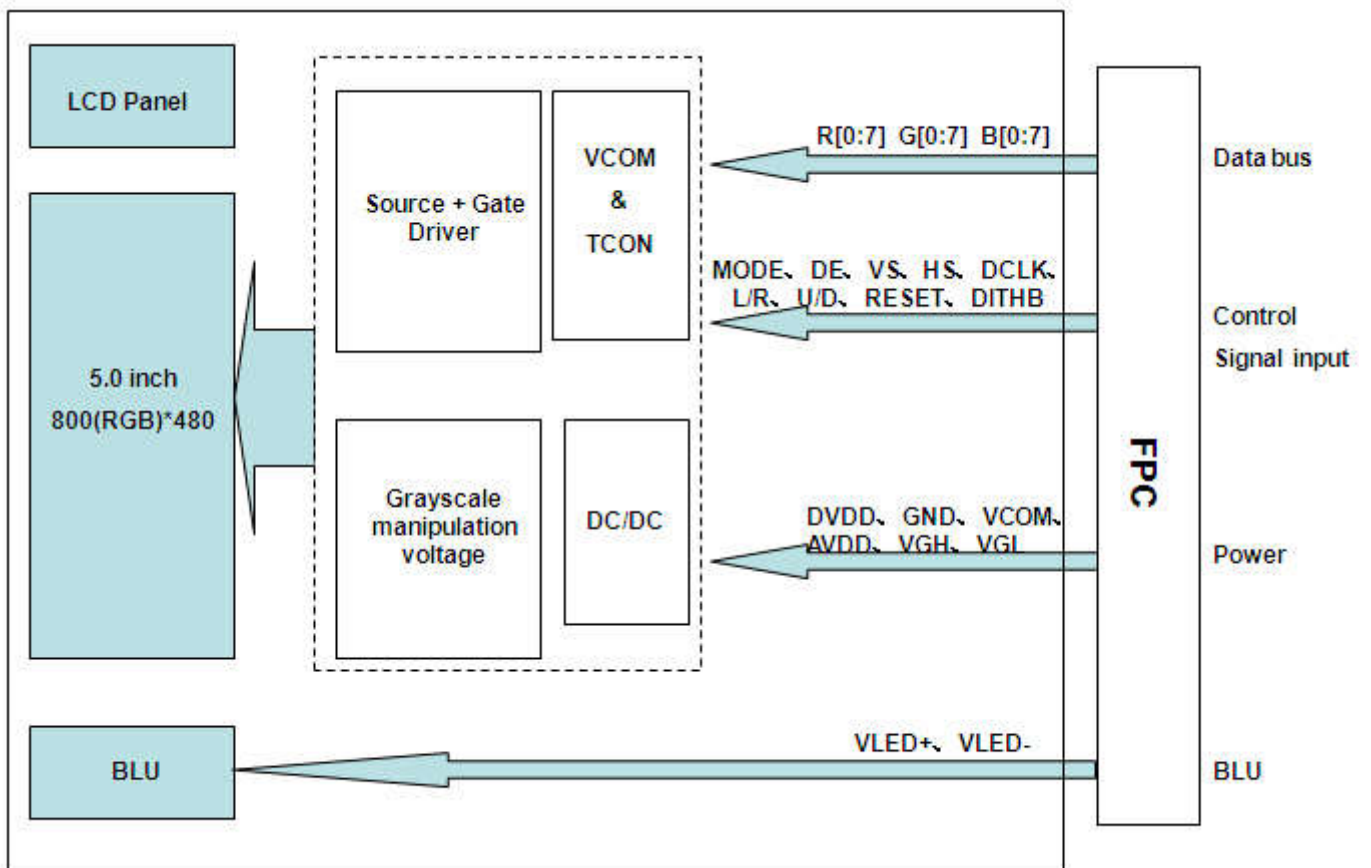 LCD Panel
5.0 inch
800(RGB)*480
BLU
Source + Gate
Driver
VCOM
&
TCON
Grayscale
manipulation
voltage
DC/DC
R[0:7] G[0:7] B[0:7]
MODE、DE、VS、HS、DCLK、
L/R、U/D、RESET、DITHB
DVDD、GND、VCOM、
AVDD、VGH、VGL
VLED+、VLED-
FPC
Data bus
Control
Signal input
Power
BLU